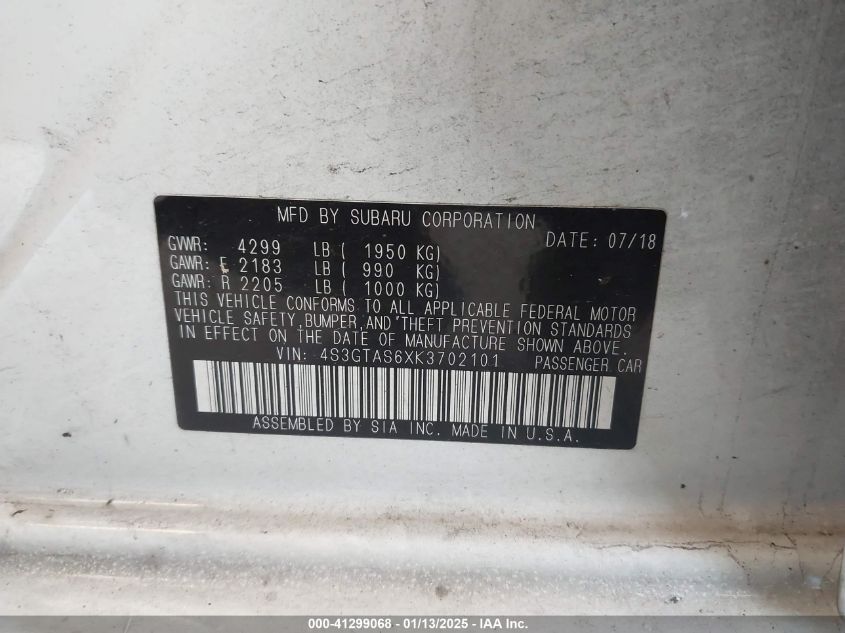 MFD BY SUBARU CORPORATION
DATE: 07/18
GVWR: 4299 LB ( 1950 KG)
GAWR: F 2183 LB ( 990 KG)
GAWR: R 2205 LB ( 1000 KG)
THIS VEHICLE CONFORMS TO ALL APPLICABLE FEDERAL MOTOR
VEHICLE SAFETY, BUMPER, AND THEFT PREVENTION STANDARDS
IN EFFECT ON THE DATE OF MANUFACTURE SHOWN ABOVE.
VIN: 4S3GTAS6XK3702101 PASSENGER CAR
ASSEMBLED BY SIA INC. MADE IN U.S.A.
000-41299068 - 01/13/2025 - IAA Inc.